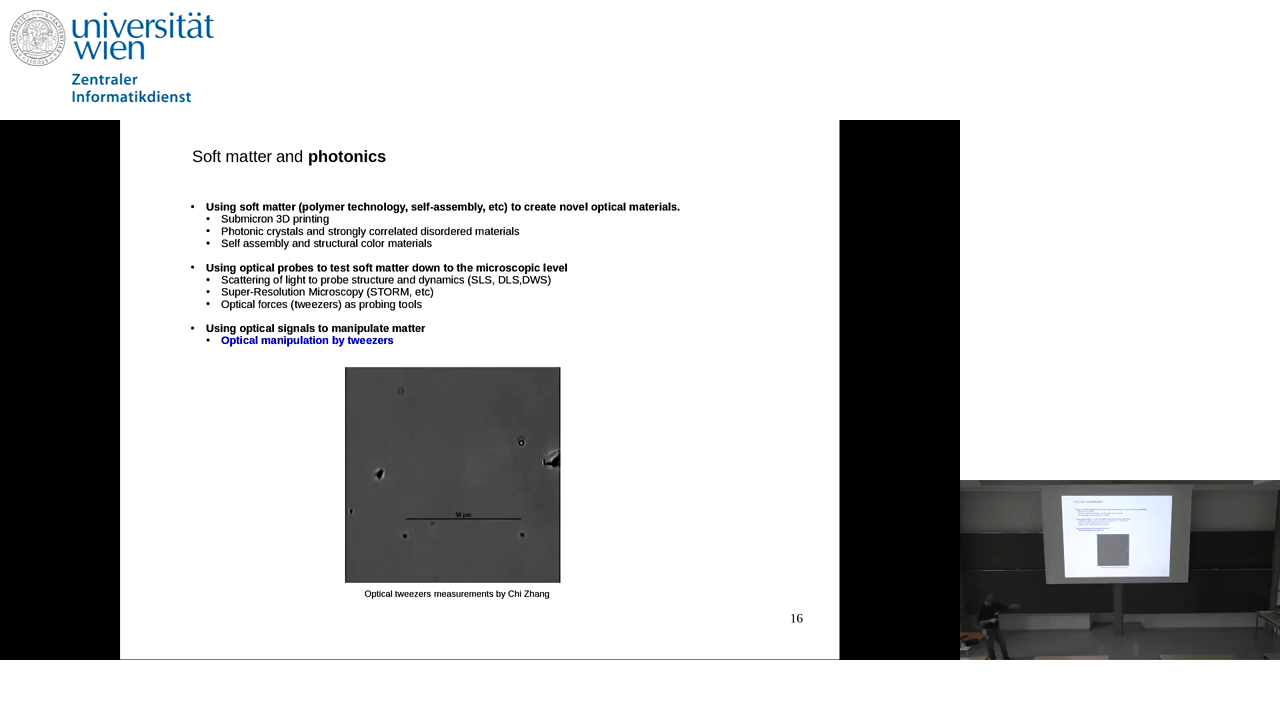 universität
wien
Zentraler
Informatikdienst
Soft matter and photonics
• Using soft matter (polymer technology, self-assembly, etc) to create novel optical materials.
• Submicron 3D printing
• Photonic crystals and strongly correlated disordered materials
• Self assembly and structural color materials
• Using optical probes to test soft matter down to the microscopic level
• Scattering of light to probe structure and dynamics (SLS, DLS,DWS)
• Super-Resolution Microscopy (STORM, etc)
• Optical forces (tweezers) as probing tools
• Using optical signals to manipulate matter
• Optical manipulation by tweezers
50 µm
Optical tweezers measurements by Chi Zhang
16